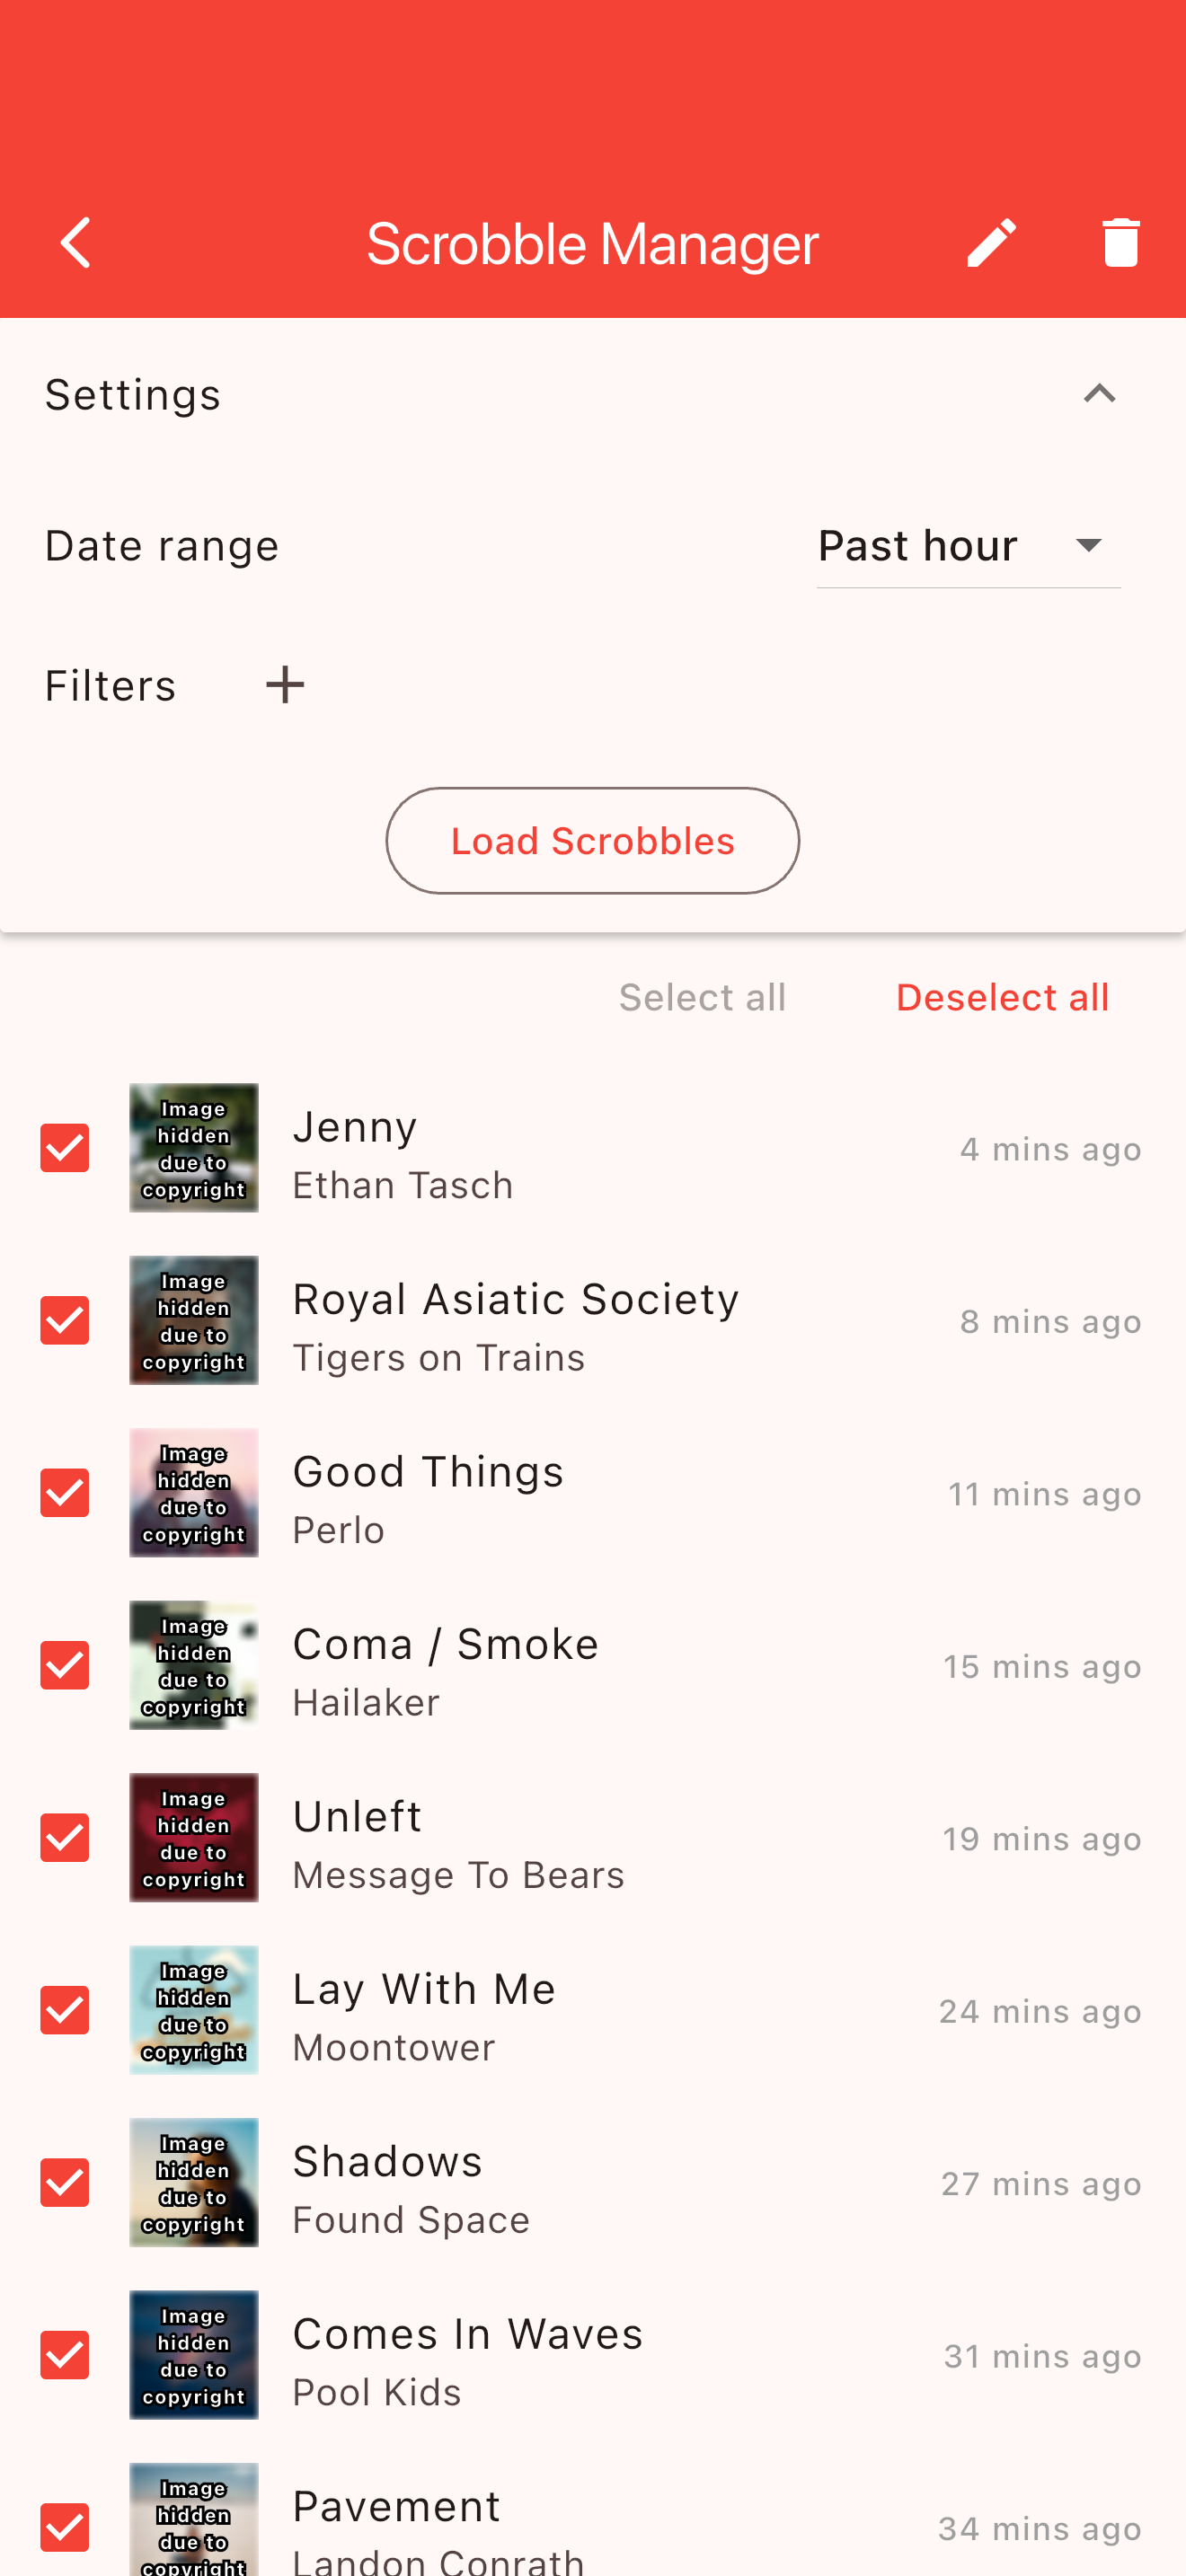 Scrobble Manager
Settings
Date range
Past hour
Filters
Load Scrobbles
Select all
Deselect all
Image
hidden
due to
copyright
Jenny
Ethan Tasch
4 mins ago
Image
hidden
due to
copyright
Royal Asiatic Society
Tigers on Trains
8 mins ago
Image
hidden
due to
copyright
Good Things
Perlo
11 mins ago
Image
hidden
due to
copyright
Coma / Smoke
Hailaker
15 mins ago
Image
hidden
due to
copyright
Unleft
Message To Bears
19 mins ago
Image
hidden
due to
copyright
Lay With Me
Moontower
24 mins ago
Image
hidden
due to
copyright
Shadows
Found Space
27 mins ago
Image
hidden
due to
copyright
Comes In Waves
Pool Kids
31 mins ago
Image
hidden
due to
copyright
Pavement
Landon Conrath
34 mins ago